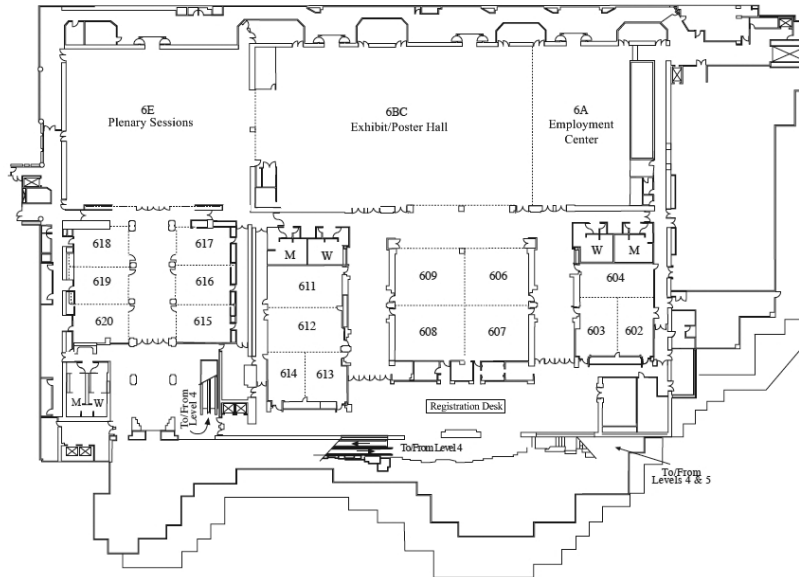 6E
Plenary Sessions
6BC
Exhibit/Poster Hall
6A
Employment
Center
618
617
619
616
620
615
M
W
611
612
614
613
609
606
608
607
W
M
604
603
602
M
W
To/From
Level 4
Registration Desk
To/From Level 4
To/From
Levels 4 & 5